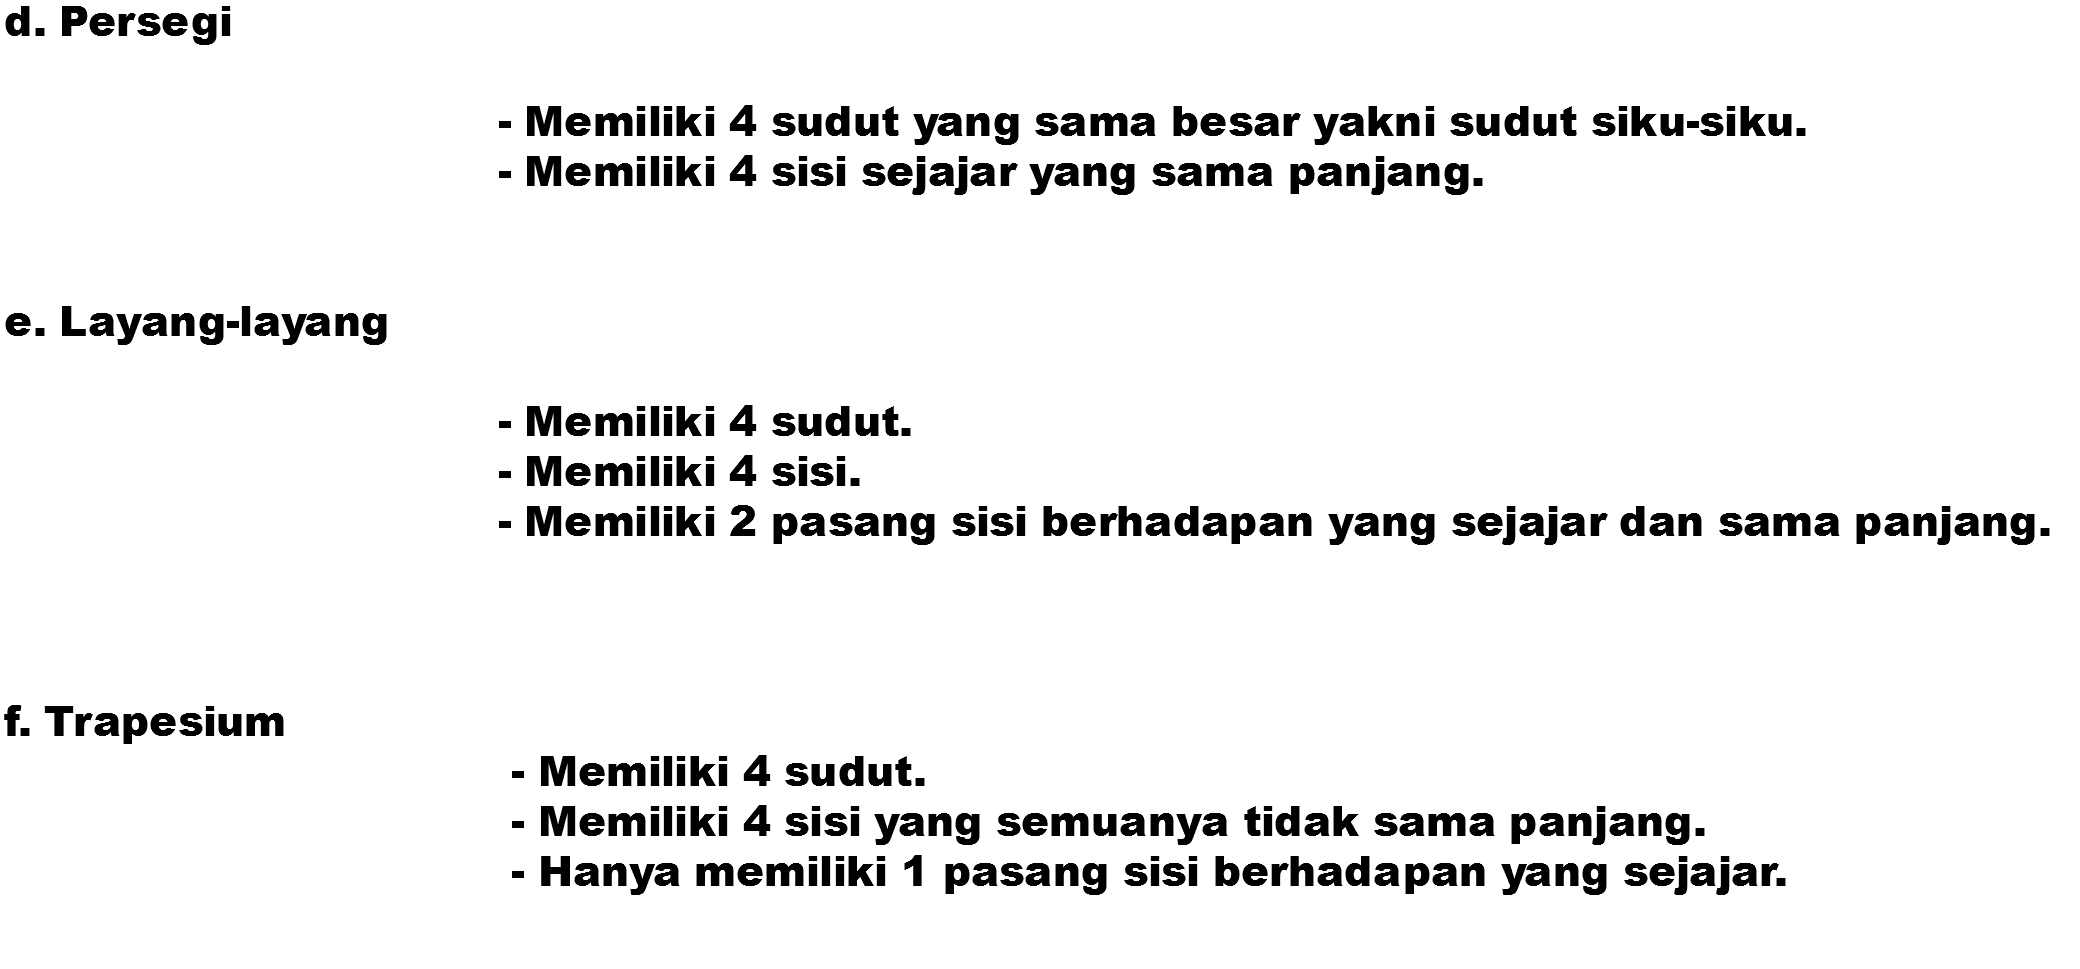 d. Persegi
- Memiliki 4 sudut yang sama besar yakni sudut siku-siku.
- Memiliki 4 sisi sejajar yang sama panjang.
e. Layang-layang
- Memiliki 4 sudut.
- Memiliki 4 sisi.
- Memiliki 2 pasang sisi berhadapan yang sejajar dan sama panjang.
f. Trapesium
- Memiliki 4 sudut.
- Memiliki 4 sisi yang semuanya tidak sama panjang.
- Hanya memiliki 1 pasang sisi berhadapan yang sejajar.